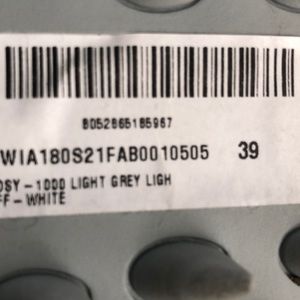 8052865185967
WIA180S21FAB0010505 39
OSY-1000 LIGHT GREY LIGH
FF-WHITE